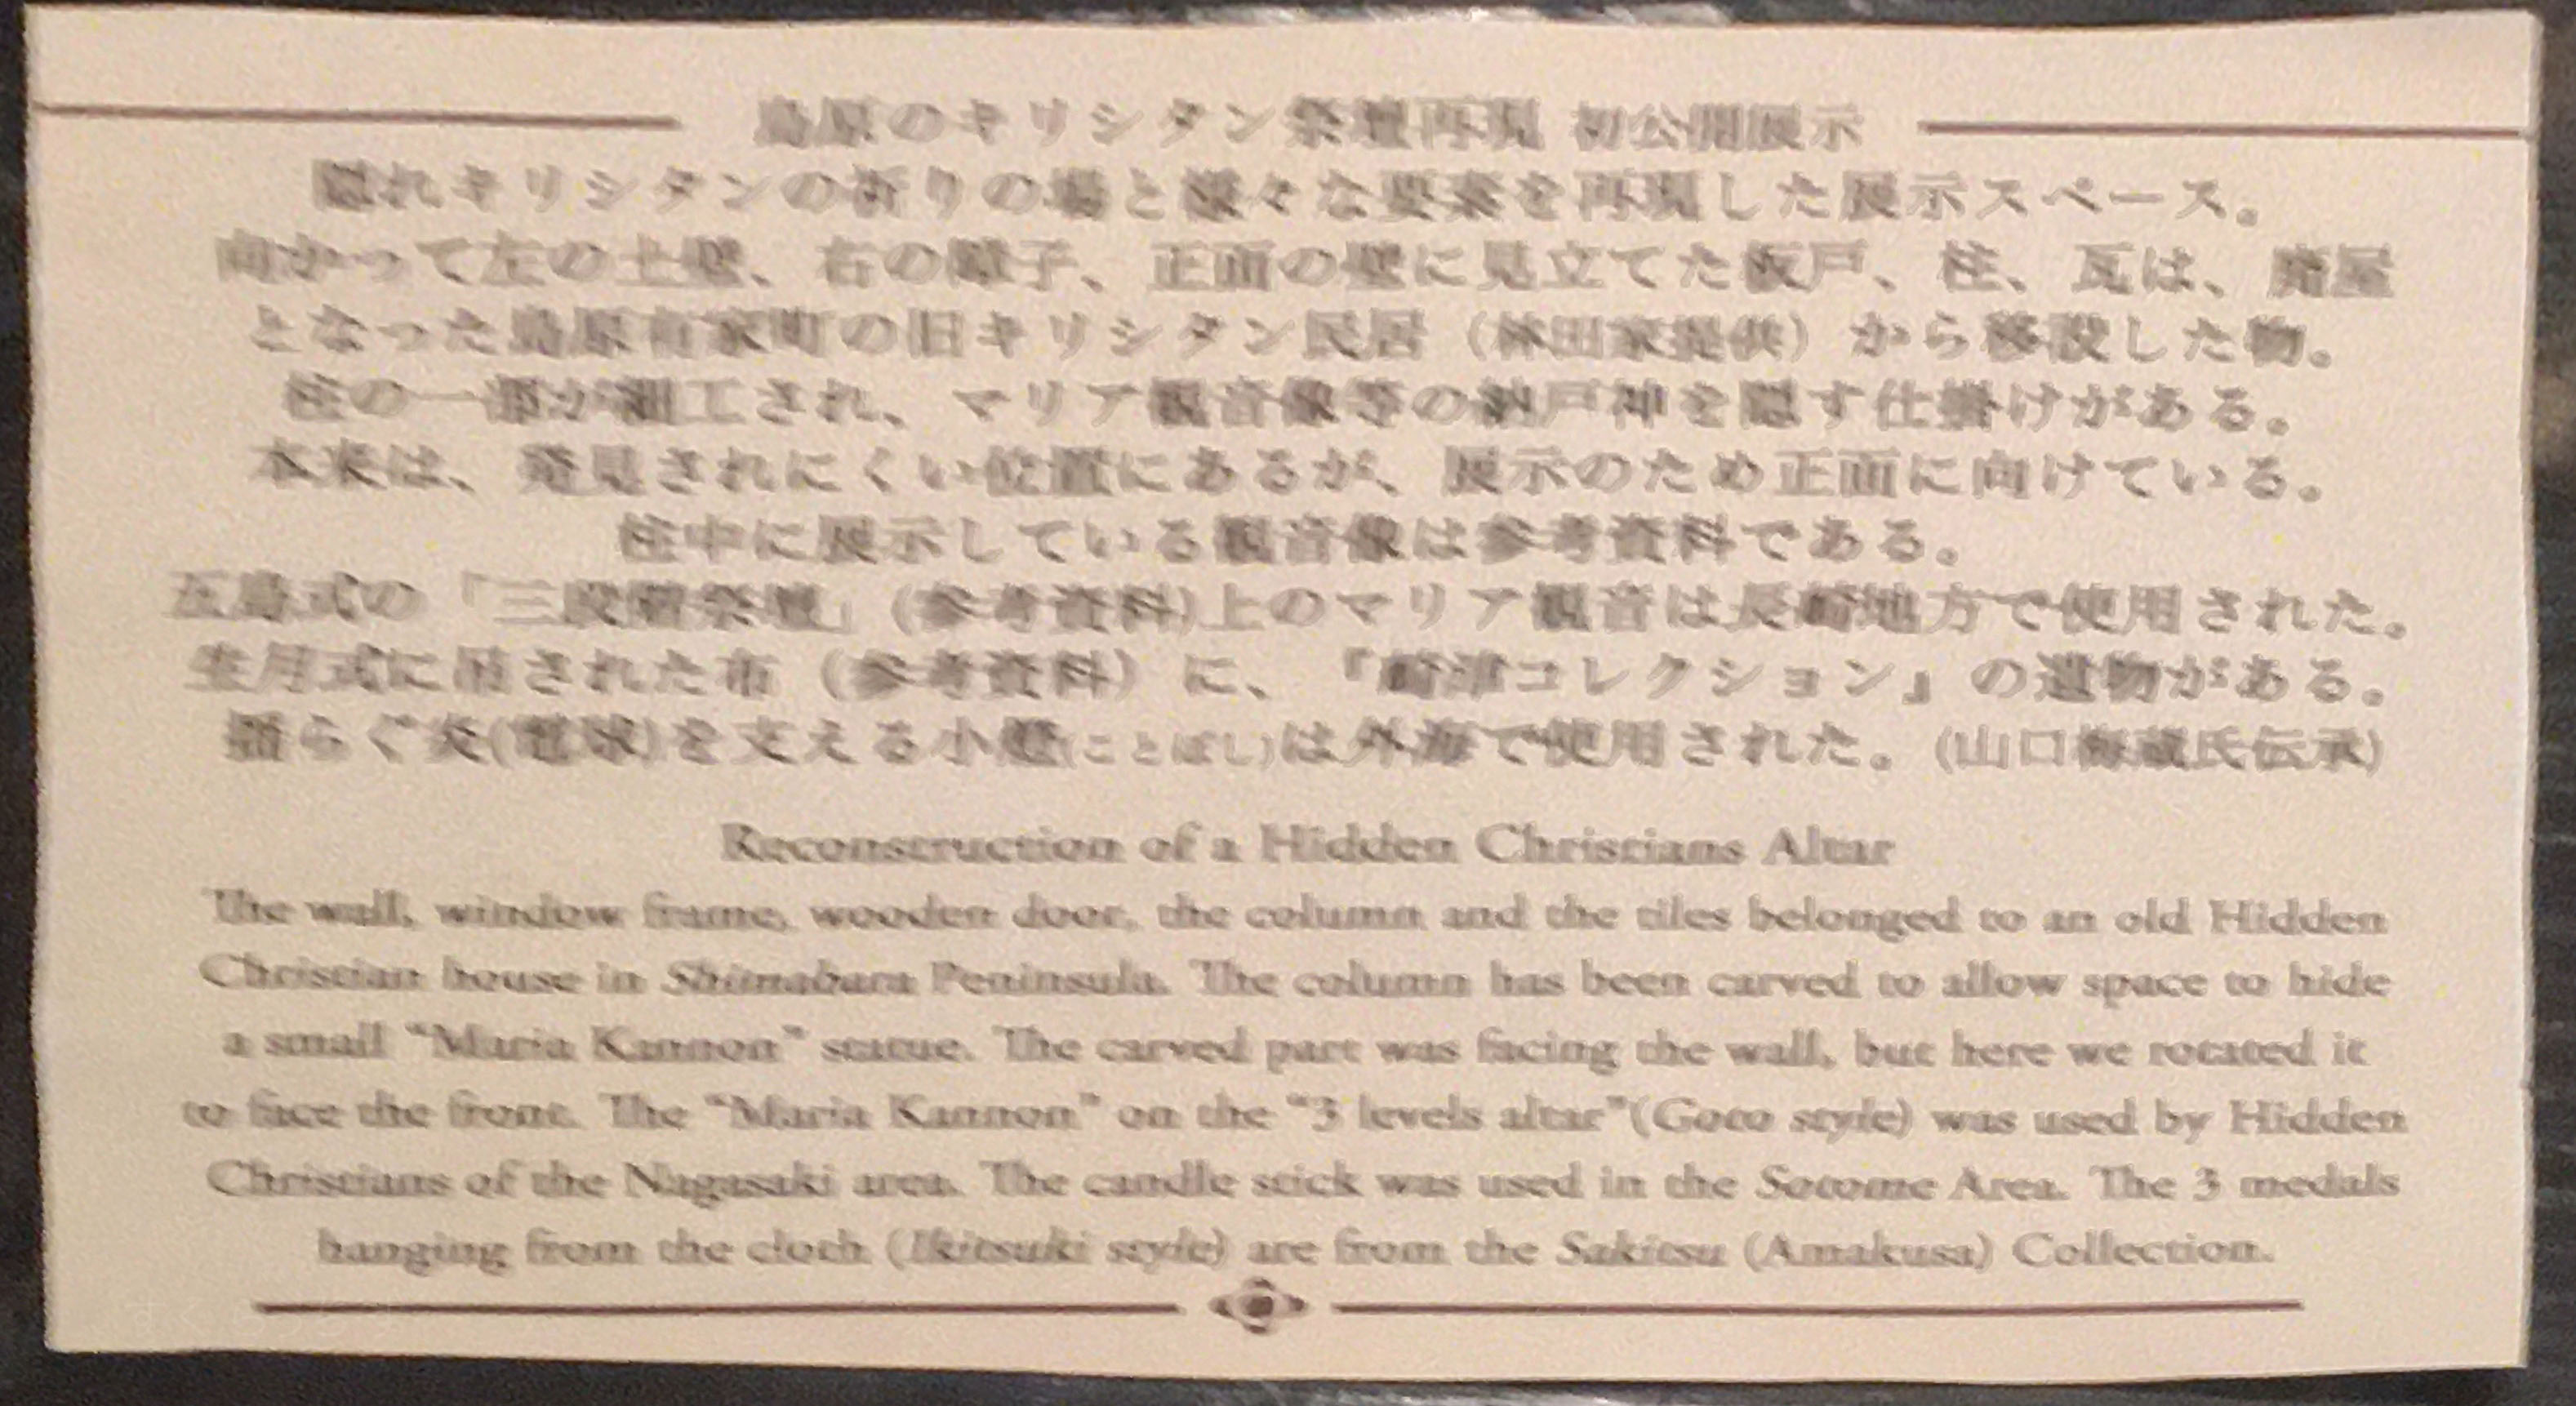 島原のキリシタン祭壇再現 初公開展示
隠れキリシタンの祈りの場と様々な要素を再現した展示スペース。
向かって左の土壁、右の障子、正面の壁に見立てた板戸、柱、瓦は、廃屋
となった島原有家町の旧キリシタン民居（林田家提供）から移設した物。
柱の一部が細工され、マリア観音像等の納戸神を隠す仕掛けがある。
本来は、発見されにくい位置にあるが、展示のため正面に向けている。
柱中に展示している観音像は参考資料である。
五島式の「三段階祭壇」(参考資料)上のマリア観音は長崎地方で使用された。
生月式に吊された布（参考資料）に、『﨑津コレクション』の遺物がある。
揺らぐ炎(電球)を支える小燈(ことぼし)は外海で使用された。(山口 氏伝承)
Reconstruction of a Hidden Christians Altar
The wall, window frame, wooden door, the column and the tiles belonged to an old Hidden
Christian house in Shimabara Peninsula. The column has been carved to allow space to hide
a small “Maria Kannon” statue. The carved part was facing the wall, but here we rotated it
to face the front. The “Maria Kannon” on the “3 levels altar”(Goto style) was used by Hidden
Christians of the Nagasaki area. The candle stick was used in the Sotome Area. The 3 medals
hanging from the cloth (Ikitsuki style) are from the Sakitsu (Amakusa) Collection.